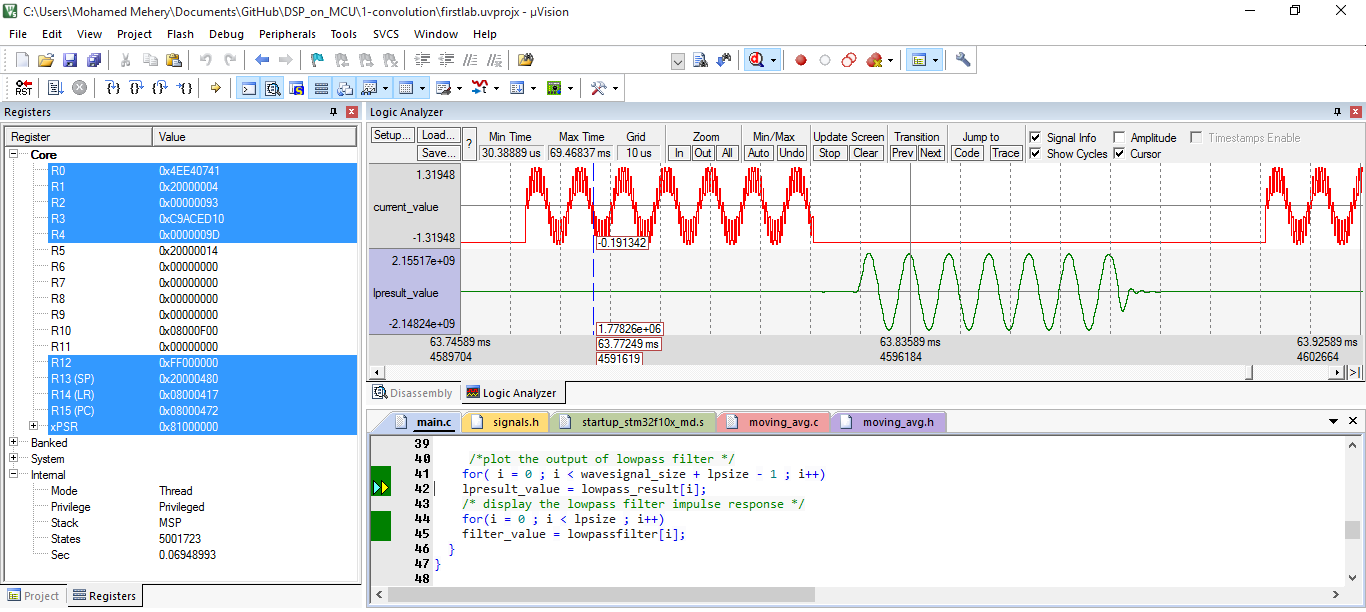 C:\Users\Mohamed Mehery\Documents\GitHub\DSP_on_MCU\1-convolution\firstlab.uvprojx - µVision
File Edit View Project Flash Debug Peripherals Tools SVCS Window Help
RST
Registers
Register Value
Core
R0 0x4EE40741
R1 0x20000004
R2 0x00000093
R3 0xC9ACED10
R4 0x0000009D
R5 0x20000014
R6 0x00000000
R7 0x00000000
R8 0x00000000
R9 0x00000000
R10 0x08000F00
R11 0x00000000
R12 0xFF000000
R13 (SP) 0x20000480
R14 (LR) 0x08000417
R15 (PC) 0x08000472
xPSR 0x81000000
Banked
System
Internal
Mode Thread
Privilege Privileged
Stack MSP
States 5001723
Sec 0.06948993
Project Registers
Logic Analyzer
Setup... Load... ? Min Time Max Time Grid Zoom Min/Max Update Screen Transition Jump to Signal Info Amplitude Timestamps Enable
Save... 30.38889 us 69.46837 ms 10 us In Out All Auto Undo Stop Clear Prev Next Code Trace Show Cycles Cursor
1.31948
current_value
-1.31948
-0.191342
2.15517e+09
lpresult_value
-2.14824e+09
1.77826e+06
63.74589 ms 63.77249 ms 63.83589 ms 63.92589 ms
4589704 4591619 4596184 4602664
Disassembly Logic Analyzer
main.c signals.h startup_stm32f10x_md.s moving_avg.c moving_avg.h
39
40 /*plot the output of lowpass filter */
41 for( i = 0 ; i < wavesignal_size + lpsize - 1 ; i++)
42 lpresult_value = lowpass_result[i];
43 /* display the lowpass filter impulse response */
44 for(i = 0 ; i < lpsize ; i++)
45 filter_value = lowpassfilter[i];
46 }
47 }
48